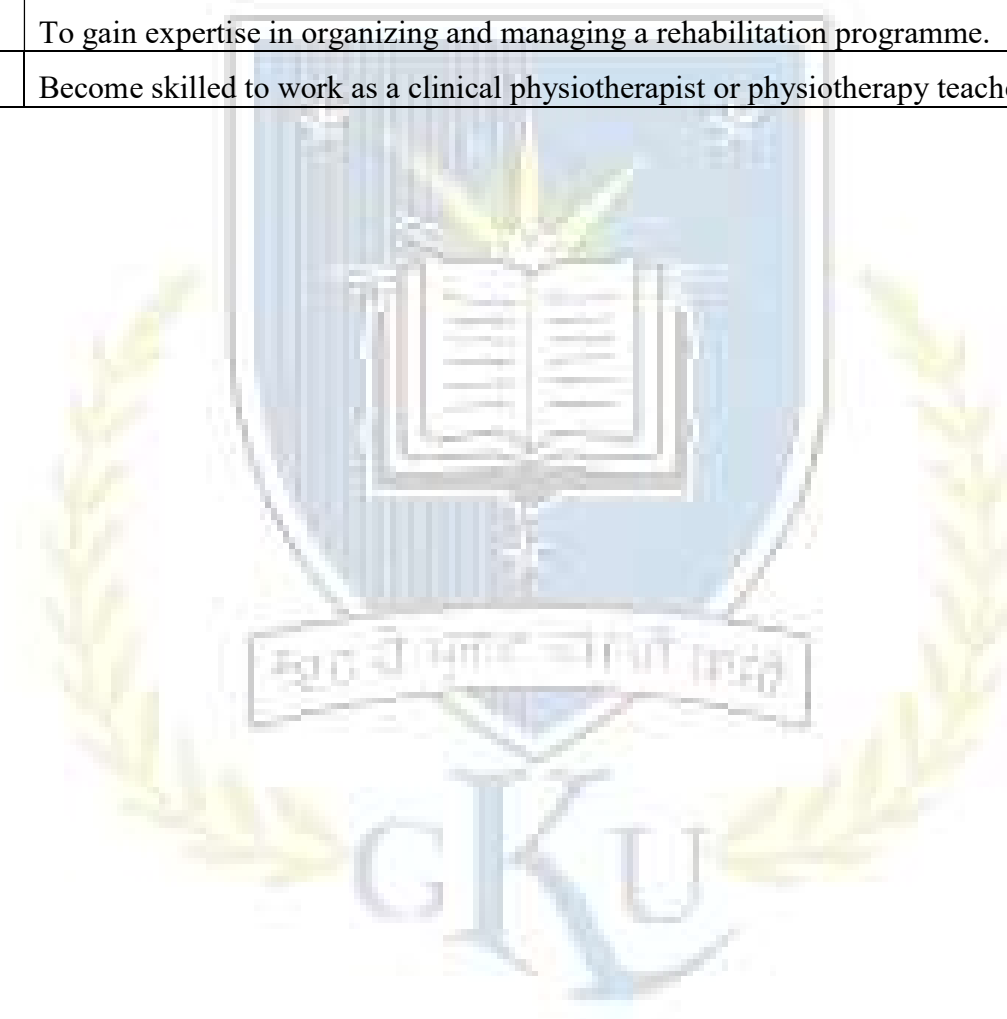 To gain expertise in organizing and managing a rehabilitation programme.
Become skilled to work as a clinical physiotherapist or physiotherapy
GKU